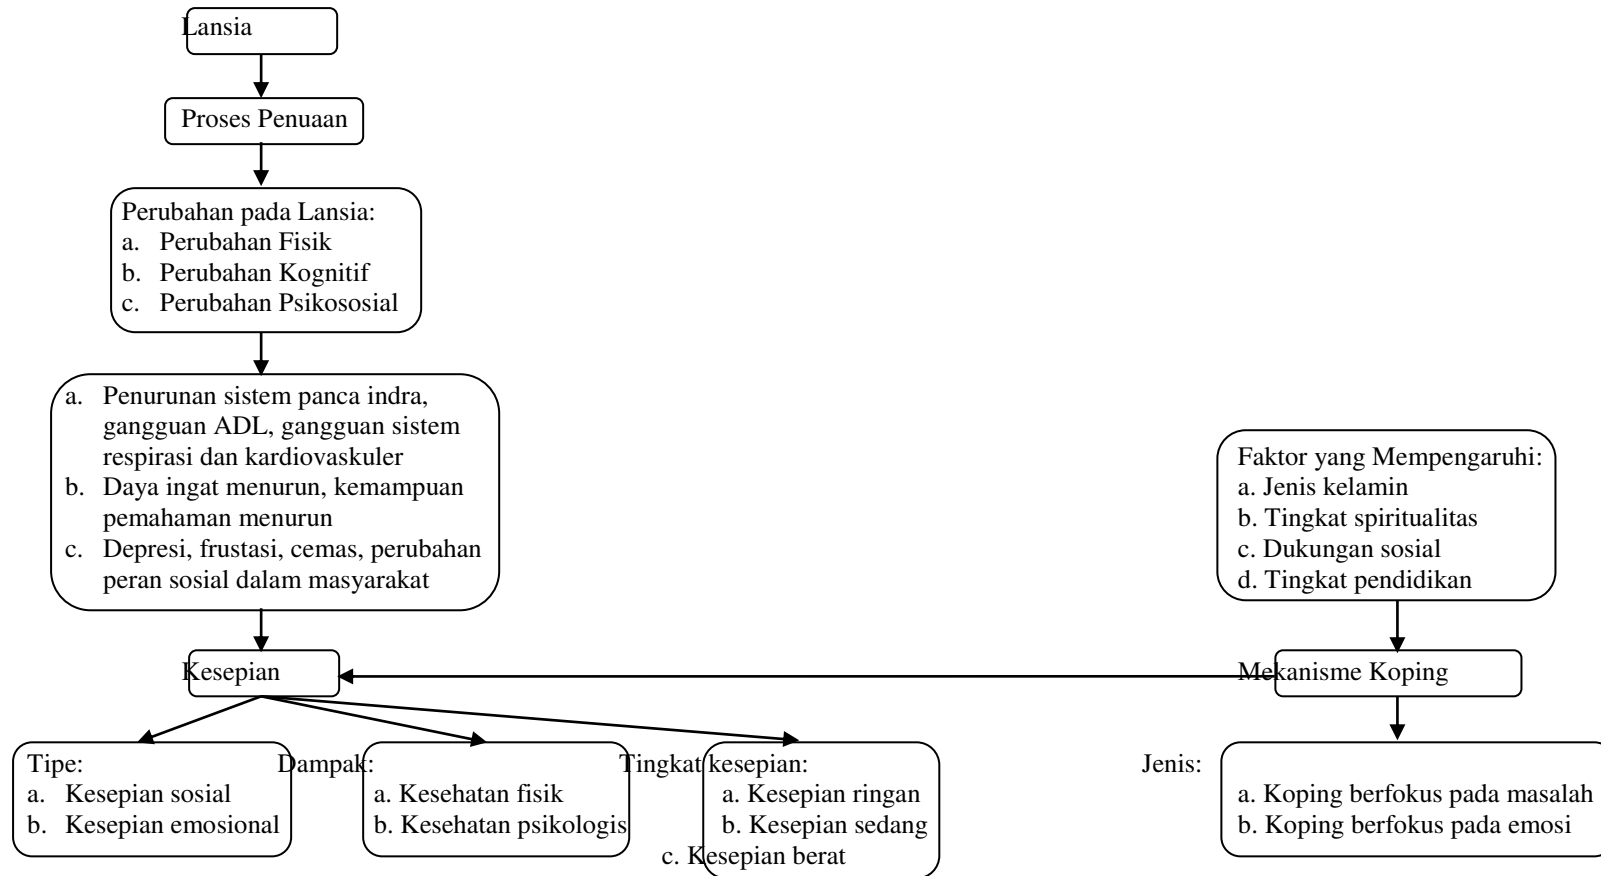 Lansia
Proses Penuaan
Perubahan pada Lansia:
a. Perubahan Fisik
b. Perubahan Kognitif
c. Perubahan Psikososial
a. Penurunan sistem panca indra,
gangguan ADL, gangguan sistem
respirasi dan kardiovaskuler
b. Daya ingat menurun, kemampuan
pemahaman menurun
c. Depresi, frustasi, cemas, perubahan
peran sosial dalam masyarakat
Faktor yang Mempengaruhi:
a. Jenis kelamin
b. Tingkat spiritualitas
c. Dukungan sosial
d. Tingkat pendidikan
Kesepian
Mekanisme Koping
Tipe:
a. Kesepian sosial
b. Kesepian emosional
Dampak:
a. Kesehatan fisik
b. Kesehatan psikologis
Tingkat kesepian:
a. Kesepian ringan
b. Kesepian sedang
c. Kesepian berat
Jenis:
a. Koping berfokus pada masalah
b. Koping berfokus pada emosi